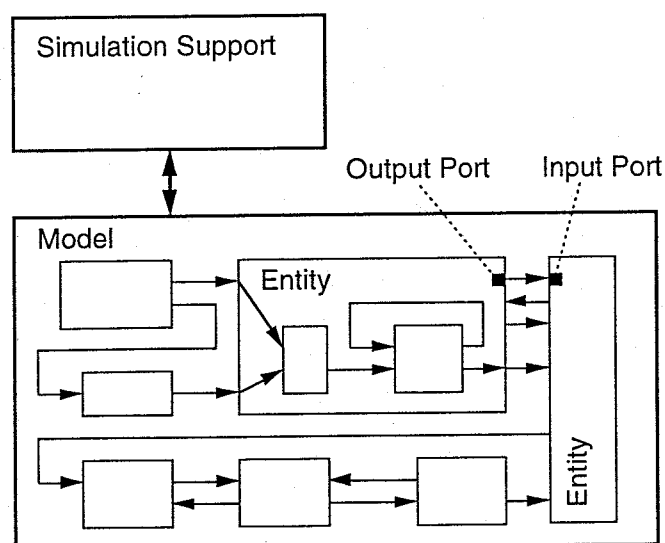 Simulation Support
Output Port
Input Port
Model
Entity
Entity